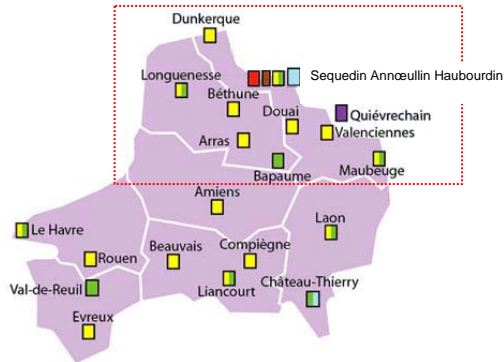 Dunkerque
Longuenesse
Sequedin Annœullin Haubourdin
Béthune
Douai
Quiévrechain
Valenciennes
Arras
Bapaume
Maubeuge
Amiens
Laon
Le Havre
Rouen
Beauvais
Compiègne
Val-de-Reuil
Liancourt
Château-Thierry
Evreux